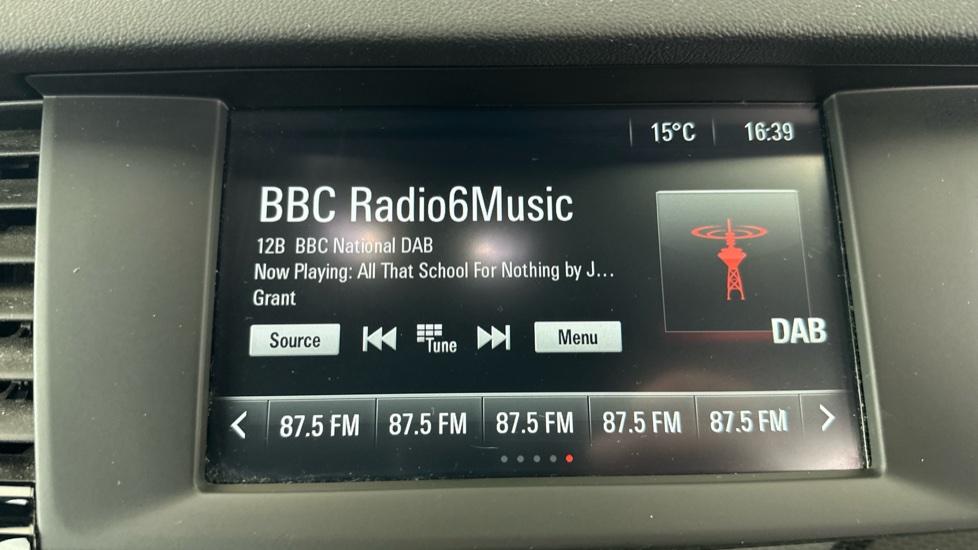 15°C 16:39
BBC Radio6Music
12B BBC National DAB
Now Playing: All That School For Nothing by J...
Grant
Source Tune Menu
DAB
87.5 FM 87.5 FM 87.5 FM 87.5 FM 87.5 FM